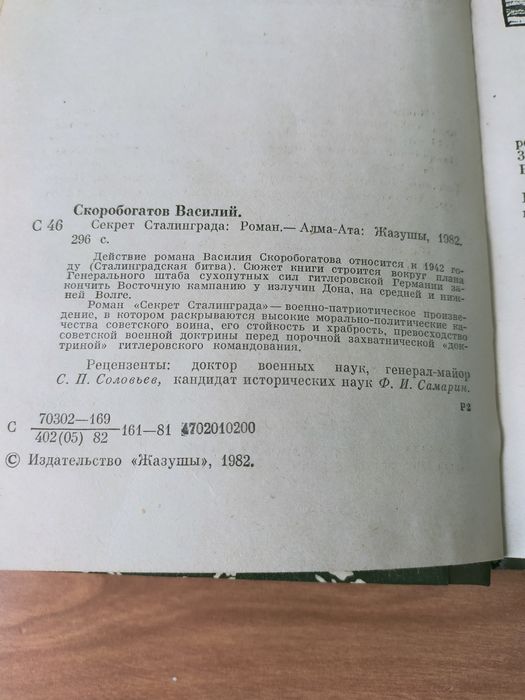 Скоробогатов Василий.
С 46 Секрет Сталинграда: Роман.— Алма-Ата: Жазушы, 1982.
296 с.
Действие романа Василия Скоробогатова относится к 1942 го-
ду (Сталинградская битва). Сюжет книги строится вокруг плана
Генерального штаба сухопутных сил гитлеровской Германии за-
кончить Восточную кампанию у излучин Дона, на средней и ниж-
ней Волге.
Роман «Секрет Сталинграда» — военно-патриотическое произве-
дение, в котором раскрываются высокие морально-политические ка-
чества советского воина, его стойкость и храбрость, превосходство
советской военной доктрины перед порочной захватнической «док-
триной» гитлеровского командования.
Рецензенты: доктор военных наук, генерал-майор
С. П. Соловьев, кандидат исторических наук Ф. И. Самарин.
Р2
С 70302—169
402(05) 82 161—81 4702010200
© Издательство «Жазушы», 1982.